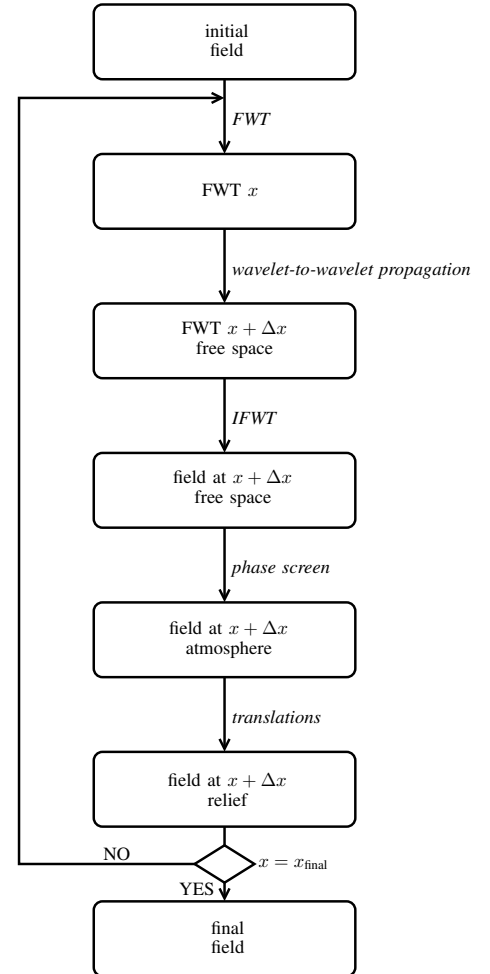 initial
field
FWT
FWT x
wavelet-to-wavelet propagation
FWT x + Δx
free space
IFWT
field at x + Δx
free space
phase screen
field at x + Δx
atmosphere
translations
field at x + Δx
relief
NO
x = x_final
YES
final
field